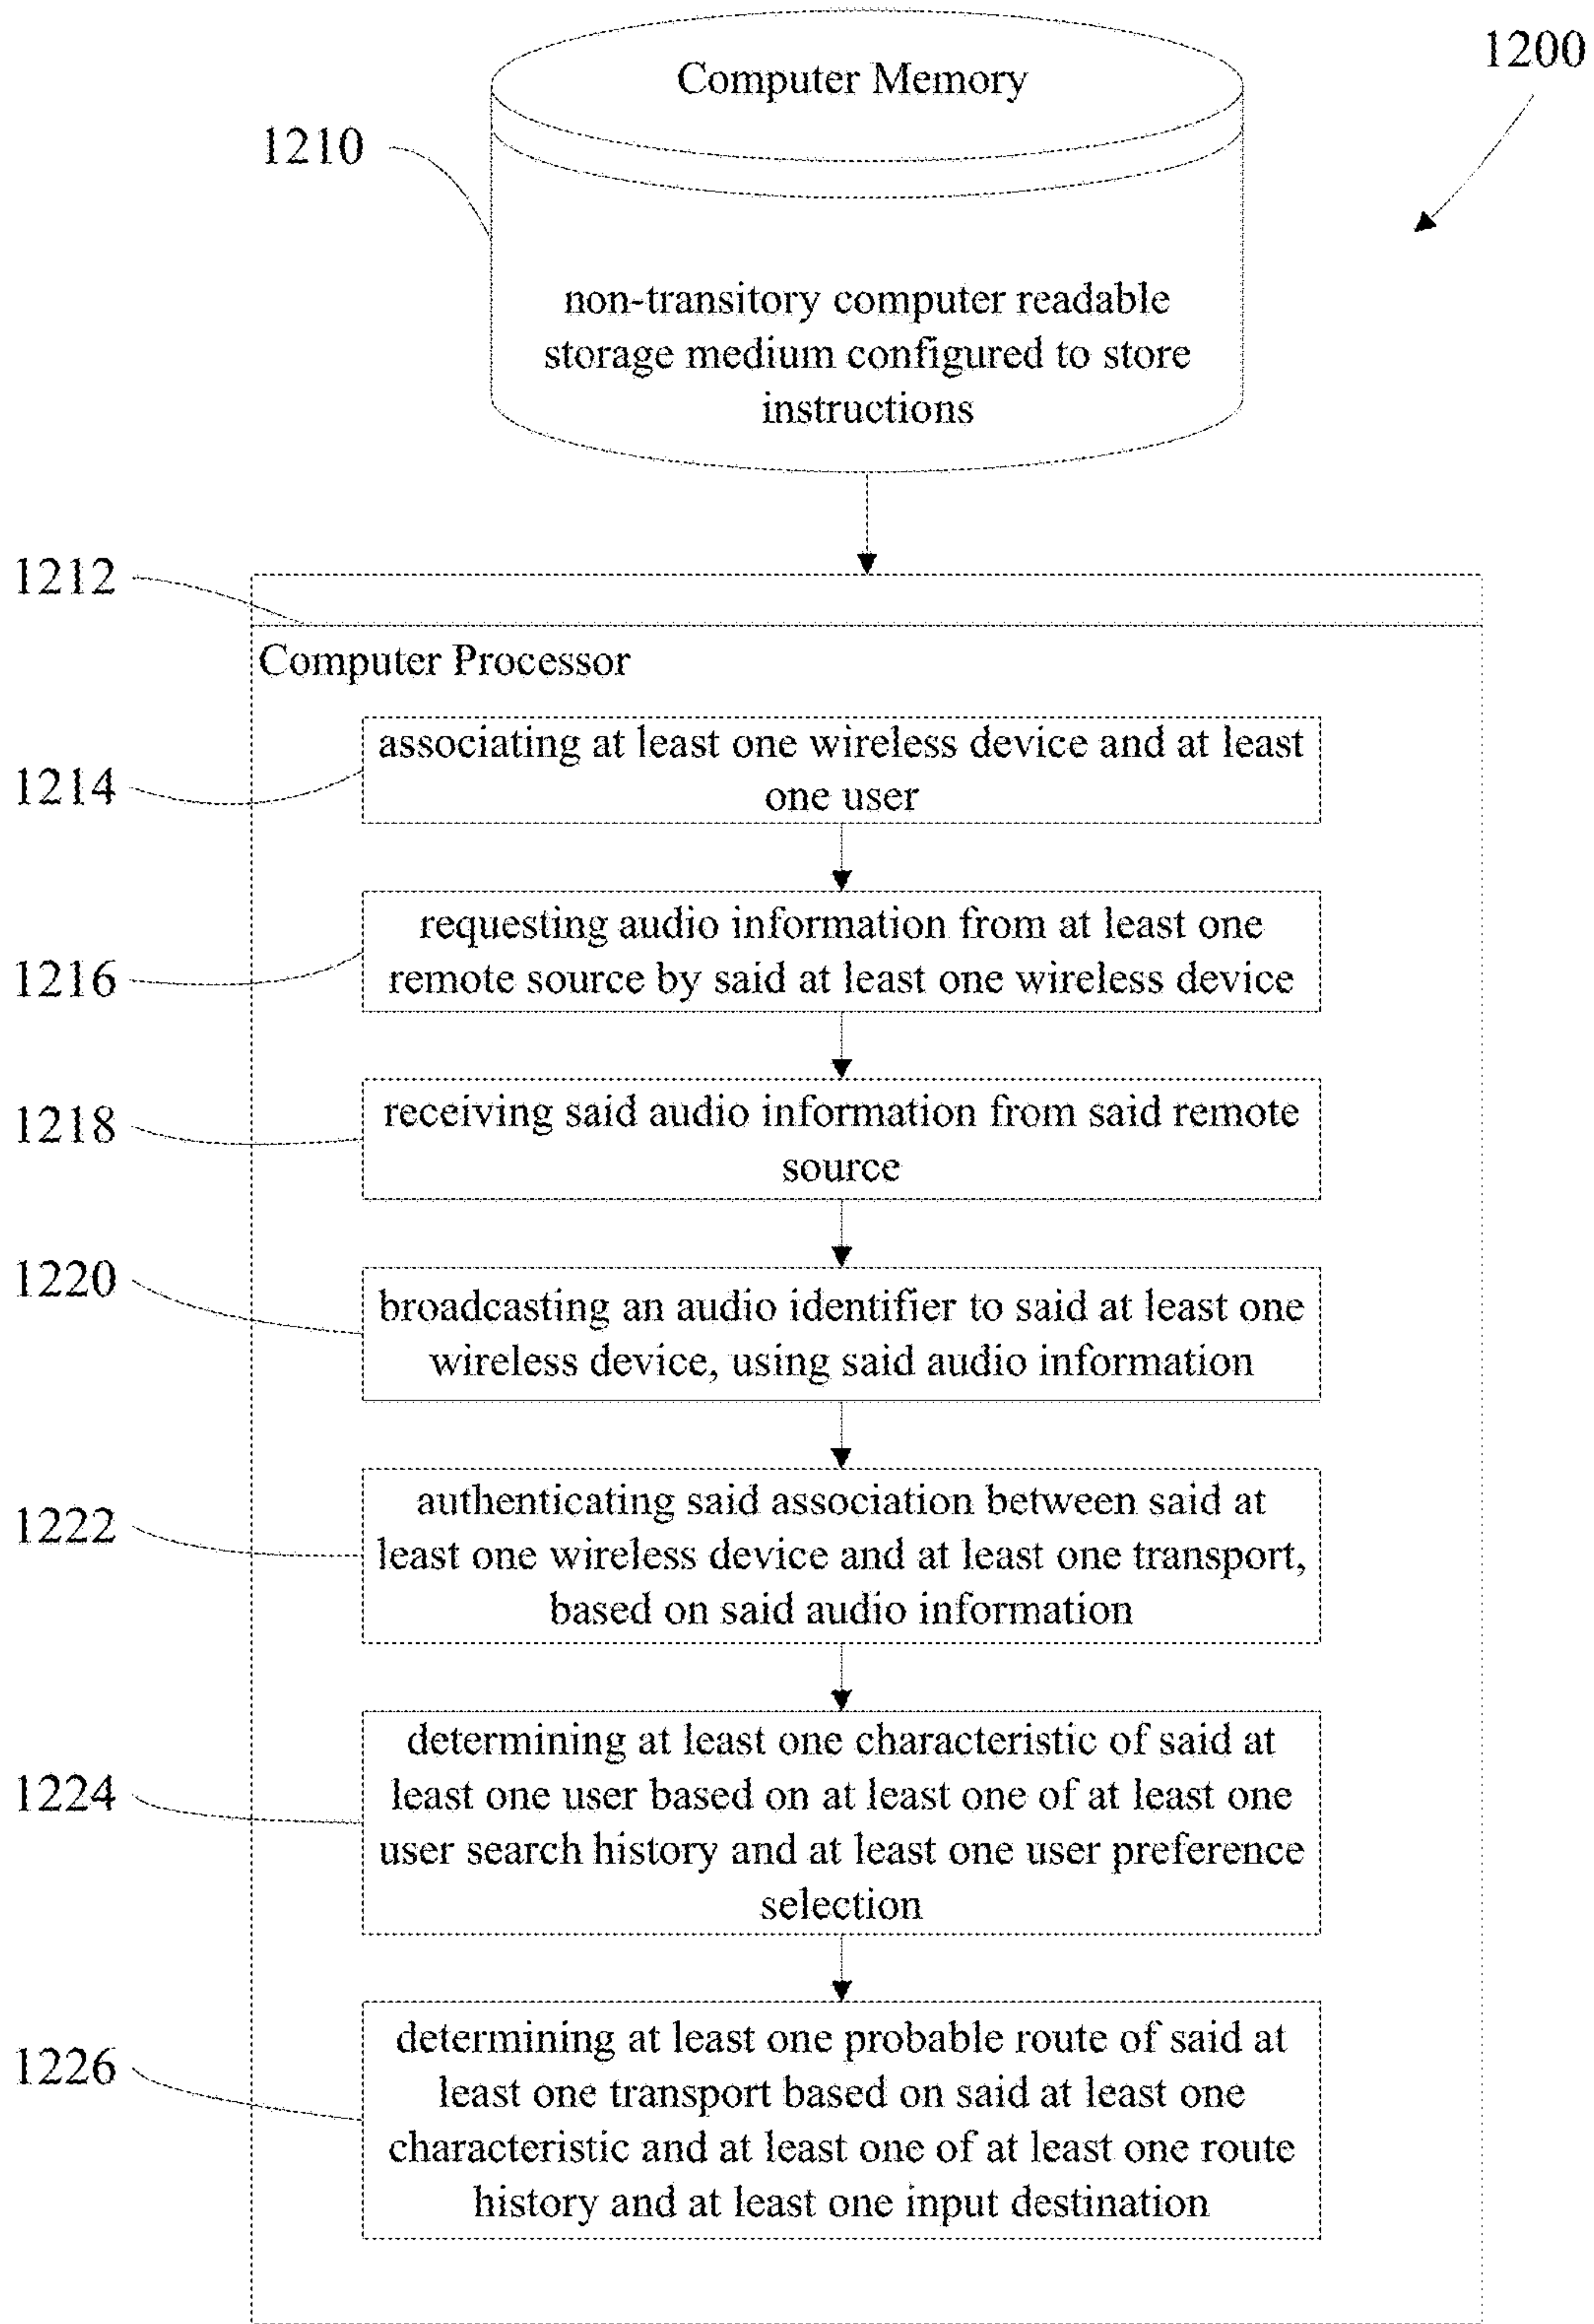 1200
Computer Memory
1210
non-transitory computer readable
storage medium configured to store
instructions
1212
Computer Processor
1214
associating at least one wireless device and at least
one user
1216
requesting audio information from at least one
remote source by said at least one wireless device
1218
receiving said audio information from said remote
source
1220
broadcasting an audio identifier to said at least one
wireless device, using said audio information
1222
authenticating said association between said at
least one wireless device and at least one transport,
based on said audio information
1224
determining at least one characteristic of said at
least one user based on at least one of at least one
user search history and at least one user preference
selection
1226
determining at least one probable route of said at
least one transport based on said at least one
characteristic and at least one of at least one route
history and at least one input destination